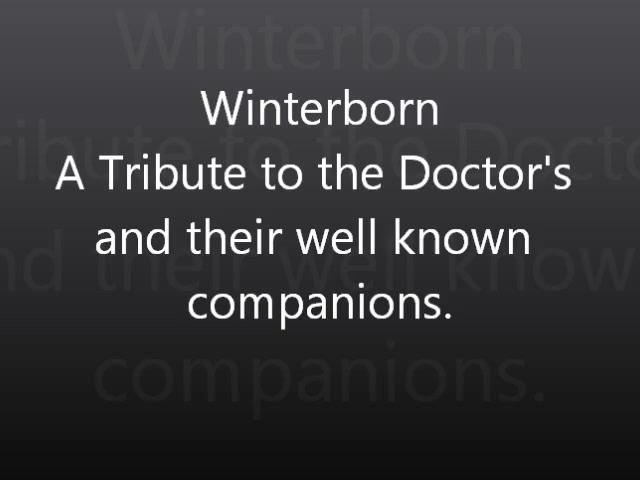 Winterborn
A Tribute to the Doctor's
and their well known
companions.